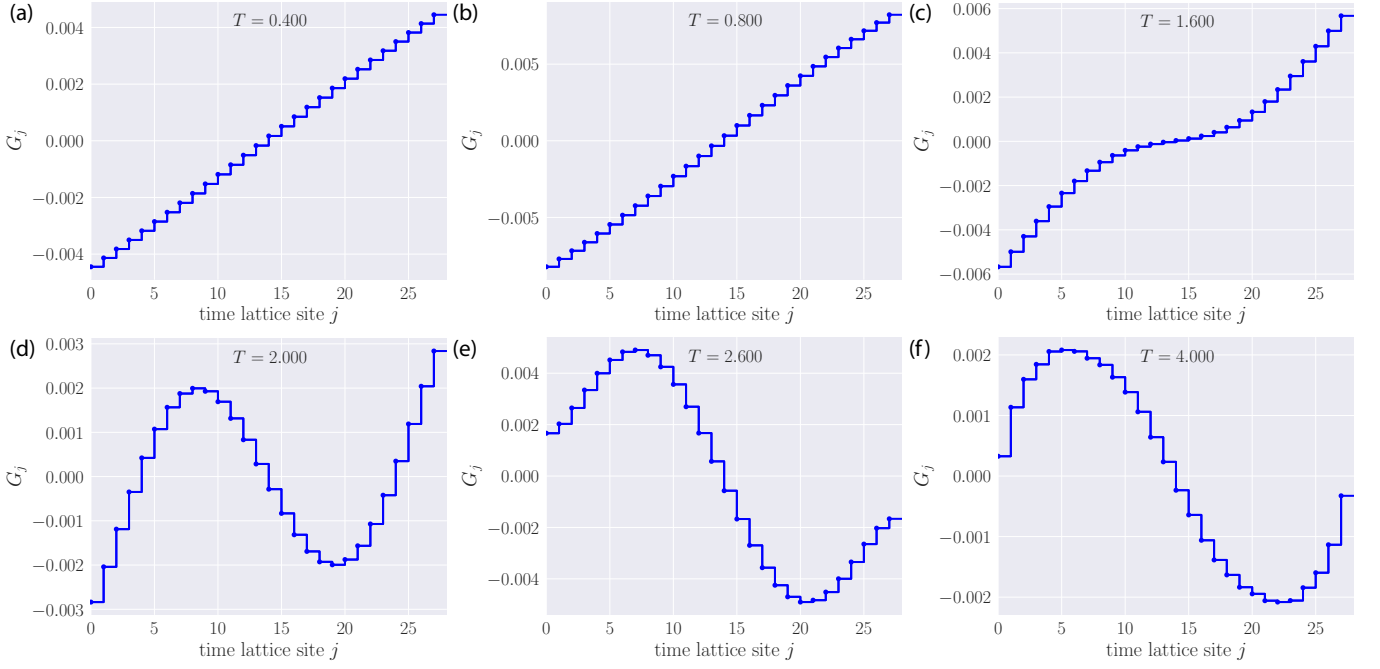 (a)
T = 0.400
0.004
0.002
0.000
−0.002
−0.004
G_j
0 5 10 15 20 25
time lattice site j
(b)
T = 0.800
0.005
0.000
−0.005
G_j
0 5 10 15 20 25
time lattice site j
(c)
T = 1.600
0.006
0.004
0.002
0.000
−0.002
−0.004
−0.006
G_j
0 5 10 15 20 25
time lattice site j
(d)
T = 2.000
0.003
0.002
0.001
0.000
−0.001
−0.002
−0.003
G_j
0 5 10 15 20 25
time lattice site j
(e)
T = 2.600
0.004
0.002
0.000
−0.002
−0.004
G_j
0 5 10 15 20 25
time lattice site j
(f)
T = 4.000
0.002
0.001
0.000
−0.001
−0.002
G_j
0 5 10 15 20 25
time lattice site j